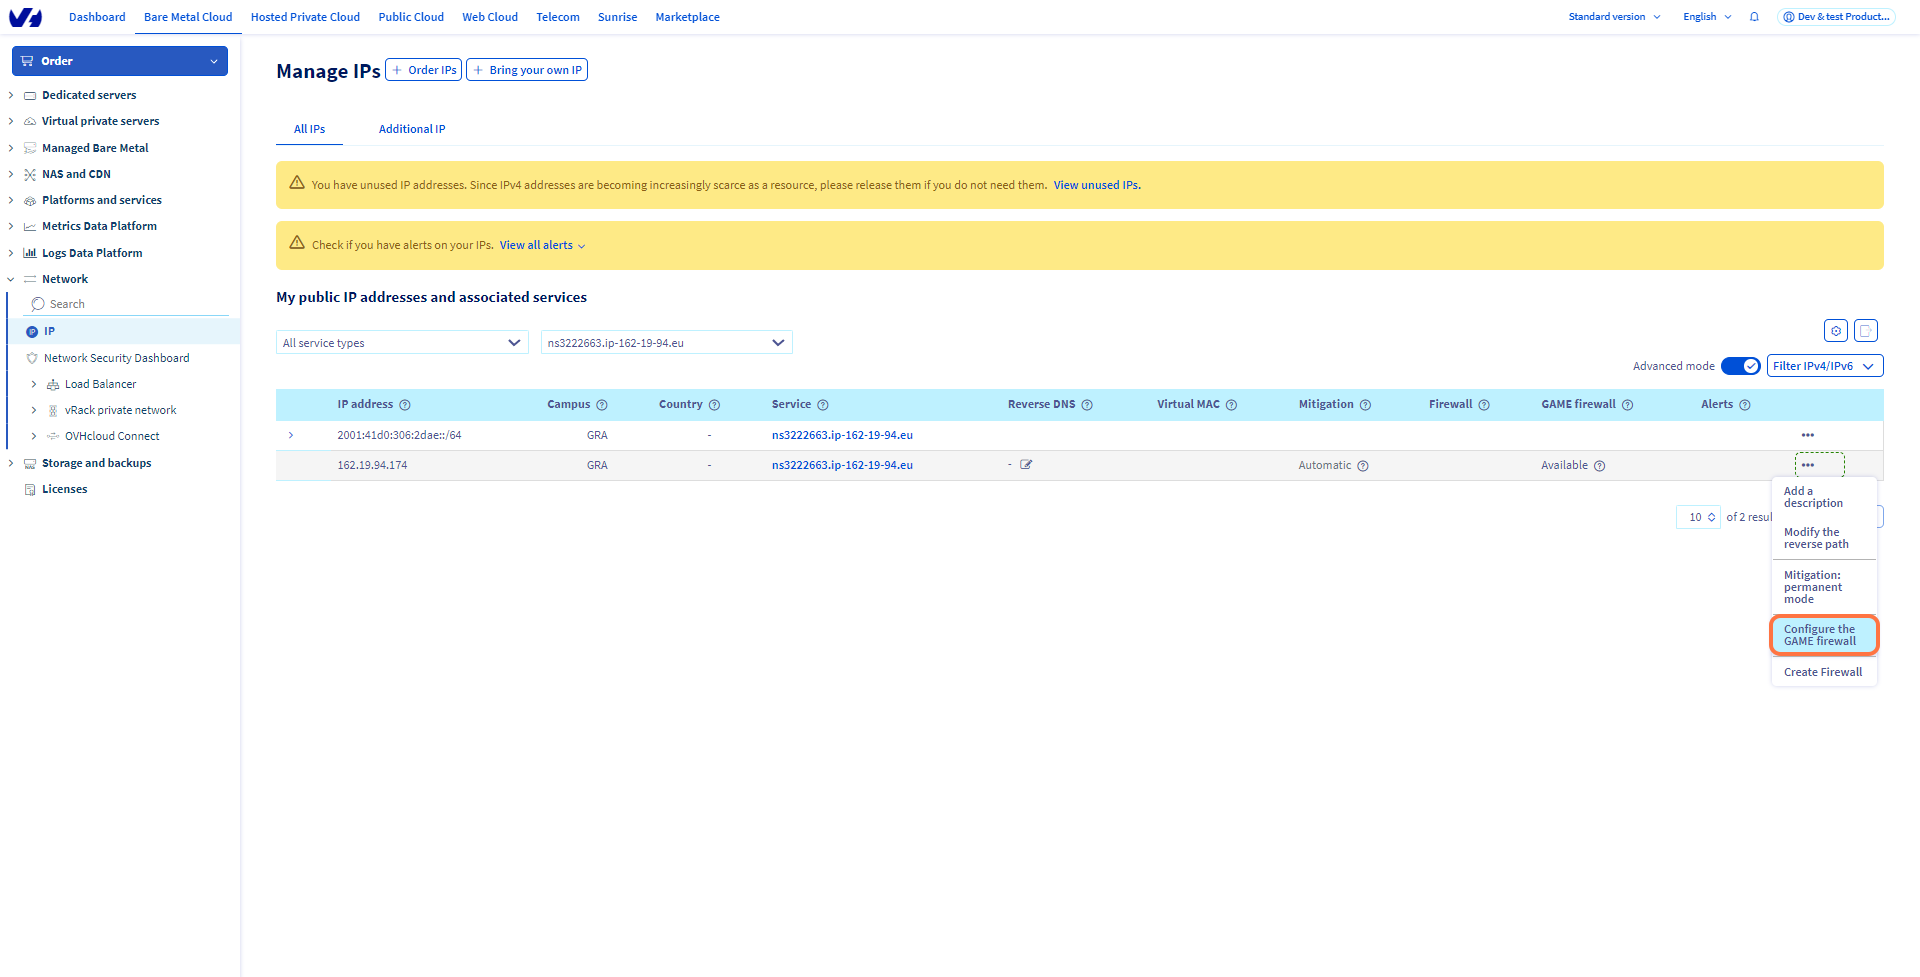 Dashboard
Bare Metal Cloud
Hosted Private Cloud
Public Cloud
Web Cloud
Telecom
Sunrise
Marketplace
Standard version
English
Dev & test Product...
Order
Dedicated servers
Virtual private servers
Managed Bare Metal
NAS and CDN
Platforms and services
Metrics Data Platform
Logs Data Platform
Network
Search
IP
Network Security Dashboard
Load Balancer
vRack private network
OVHcloud Connect
Storage and backups
Licenses
Manage IPs
+ Order IPs
+ Bring your own IP
All IPs
Additional IP
You have unused IP addresses. Since IPv4 addresses are becoming increasingly scarce as a resource, please release them if you do not need them. View unused IPs.
Check if you have alerts on your IPs. View all alerts
My public IP addresses and associated services
All service types
ns3222663.ip-162-19-94.eu
Advanced mode
Filter IPv4/IPv6
IP address ? Campus ? Country ? Service ? Reverse DNS ? Virtual MAC ? Mitigation ? Firewall ? GAME firewall ? Alerts ?
2001:41d0:306:2dae::/64 GRA - ns3222663.ip-162-19-94.eu •••
162.19.94.174 GRA - ns3222663.ip-162-19-94.eu - Automatic ? Available ? •••
10 of 2 resul
Add a
description
Modify the
reverse path
Mitigation:
permanent
mode
Configure the
GAME firewall
Create Firewall